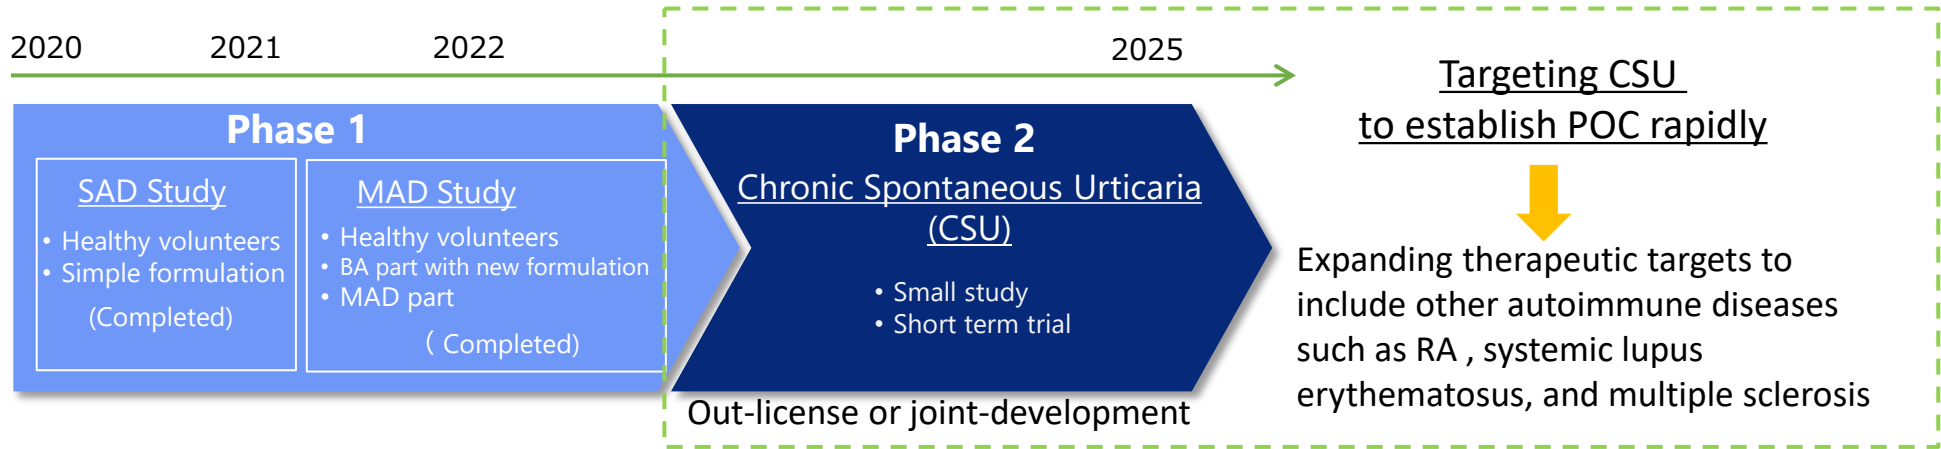 2020 2021 2022 2025
Phase 1
SAD Study
• Healthy volunteers
• Simple formulation
(Completed)
MAD Study
• Healthy volunteers
• BA part with new formulation
• MAD part
( Completed)
Phase 2
Chronic Spontaneous Urticaria
(CSU)
• Small study
• Short term trial
Out-license or joint-development
Targeting CSU
to establish POC rapidly
Expanding therapeutic targets to
include other autoimmune diseases
such as RA , systemic lupus
erythematosus, and multiple sclerosis